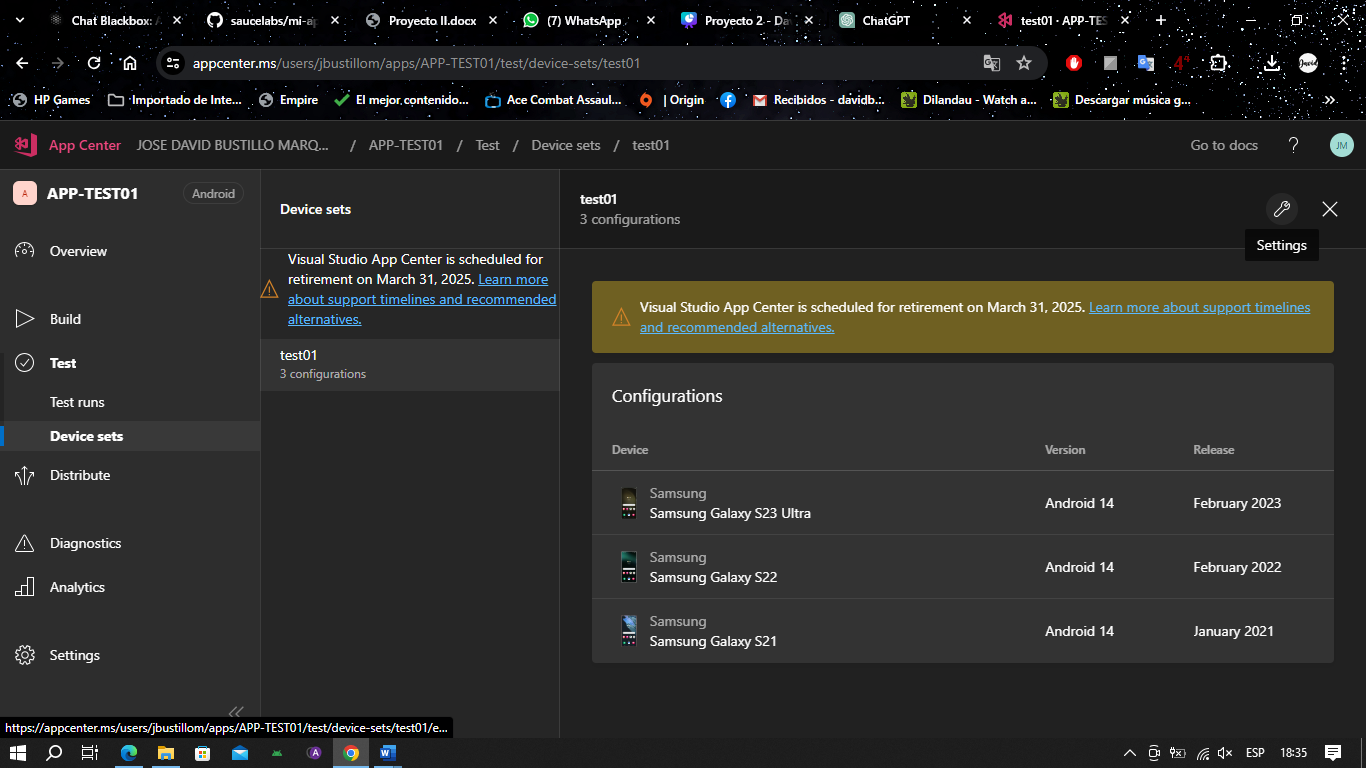 Chat Blackbox: A
saucelabs/my-ap
Proyecto II.docx
(7) WhatsApp
Proyecto 2 - Da
ChatGPT
test01 · APP-TES
appcenter.ms/users/jbustillom/apps/APP-TEST01/test/device-sets/test01
HP Games
Importado de Inte...
Empire
El mejor contenido...
Ace Combat Assaul...
| Origin
Recibidos - davidb...
Dilandau - Watch a...
Descargar música g...
»
App Center
JOSE DAVID BUSTILLO MARQ...
/ APP-TEST01 / Test / Device sets / test01
Go to docs
?
JM
A
APP-TEST01
Android
Overview
Build
Test
Test runs
Device sets
Distribute
Diagnostics
Analytics
Settings
Device sets
Visual Studio App Center is scheduled for
retirement on March 31, 2025. Learn more
about support timelines and recommended
alternatives.
test01
3 configurations
test01
3 configurations
Settings
Visual Studio App Center is scheduled for retirement on March 31, 2025. Learn more about support timelines
and recommended alternatives.
Configurations
Device Version Release
Samsung
Samsung Galaxy S23 Ultra Android 14 February 2023
Samsung
Samsung Galaxy S22 Android 14 February 2022
Samsung
Samsung Galaxy S21 Android 14 January 2021
https://appcenter.ms/users/jbustillom/apps/APP-TEST01/test/device-sets/test01/e...
ESP
18:35